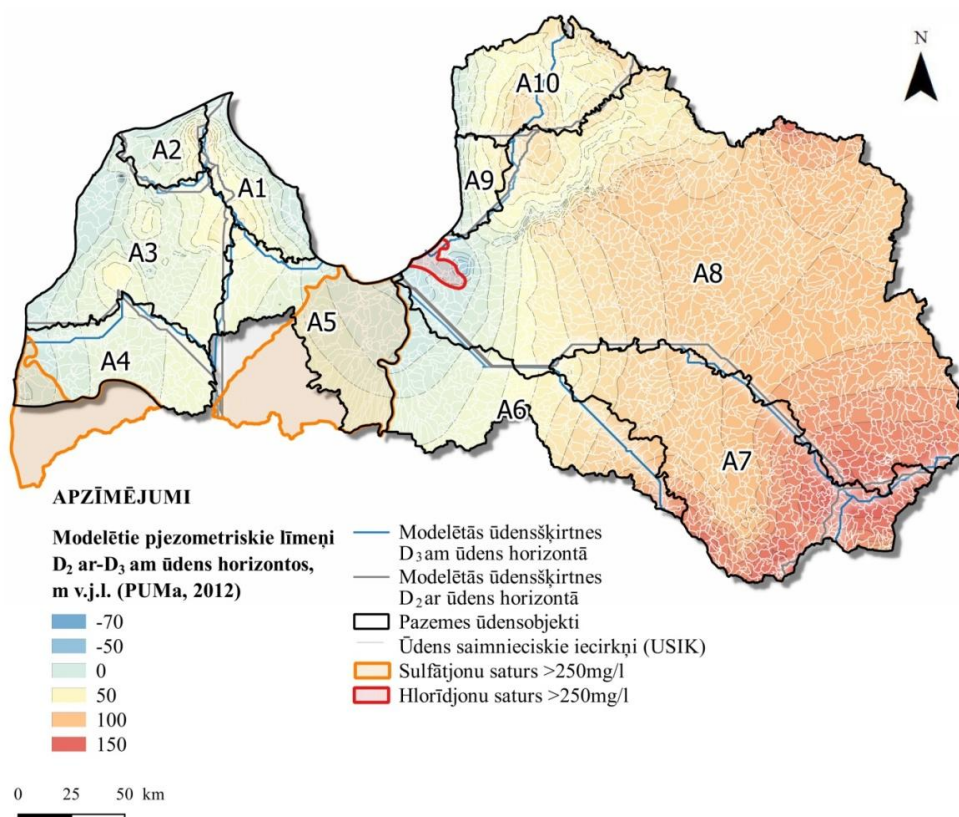 N
A10
A2
A1
A9
A3
A8
A5
A4
A6
A7
APZĪMĒJUMI
Modelētie pjezometriskie līmeņi
D₂ ar-D₃ am ūdens horizontos,
m v.j.l. (PUMa, 2012)
-70
-50
0
50
100
150
Modelētās ūdensšķirtnes
D₃am ūdens horizontā
Modelētās ūdensšķirtnes
D₂ar ūdens horizontā
Pazemes ūdensobjekti
Ūdens saimnieciskie iecirkņi (USIK)
Sulfātjonu saturs >250mg/l
Hlorīdjonu saturs >250mg/l
0 25 50 km